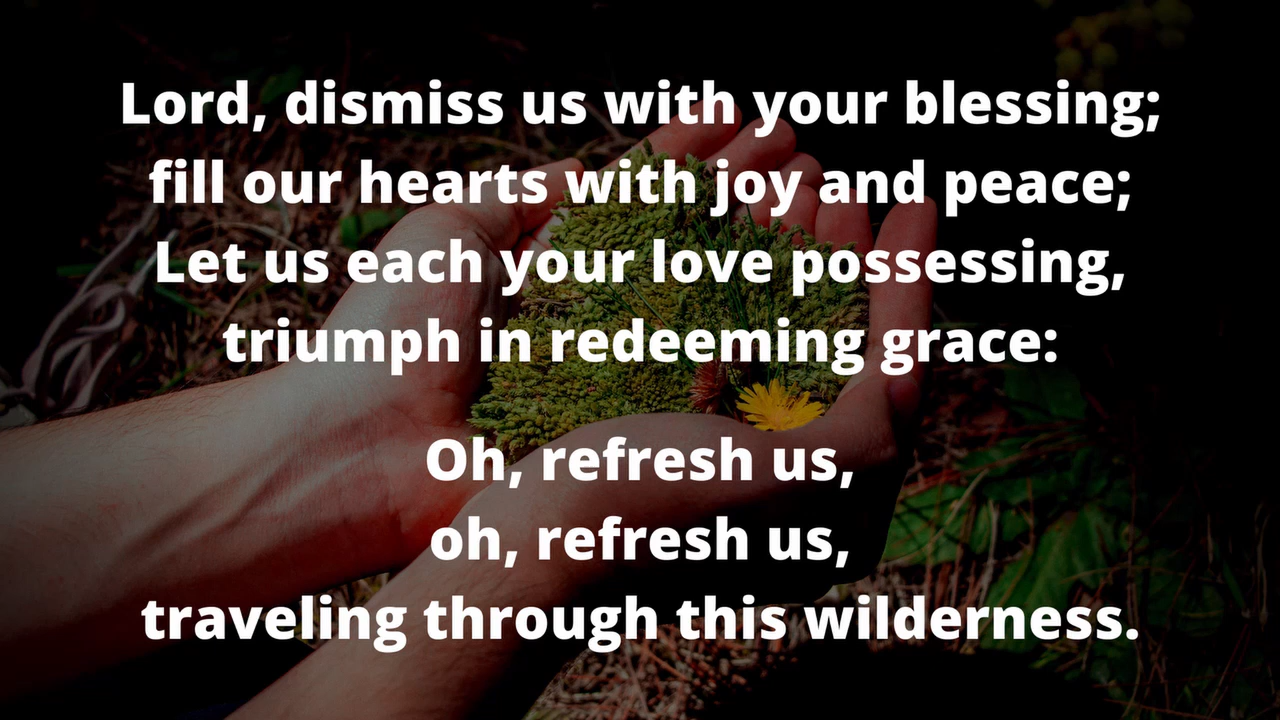 Lord, dismiss us with your blessing;
fill our hearts with joy and peace;
Let us each your love possessing,
triumph in redeeming grace:
Oh, refresh us,
oh, refresh us,
traveling through this wilderness.